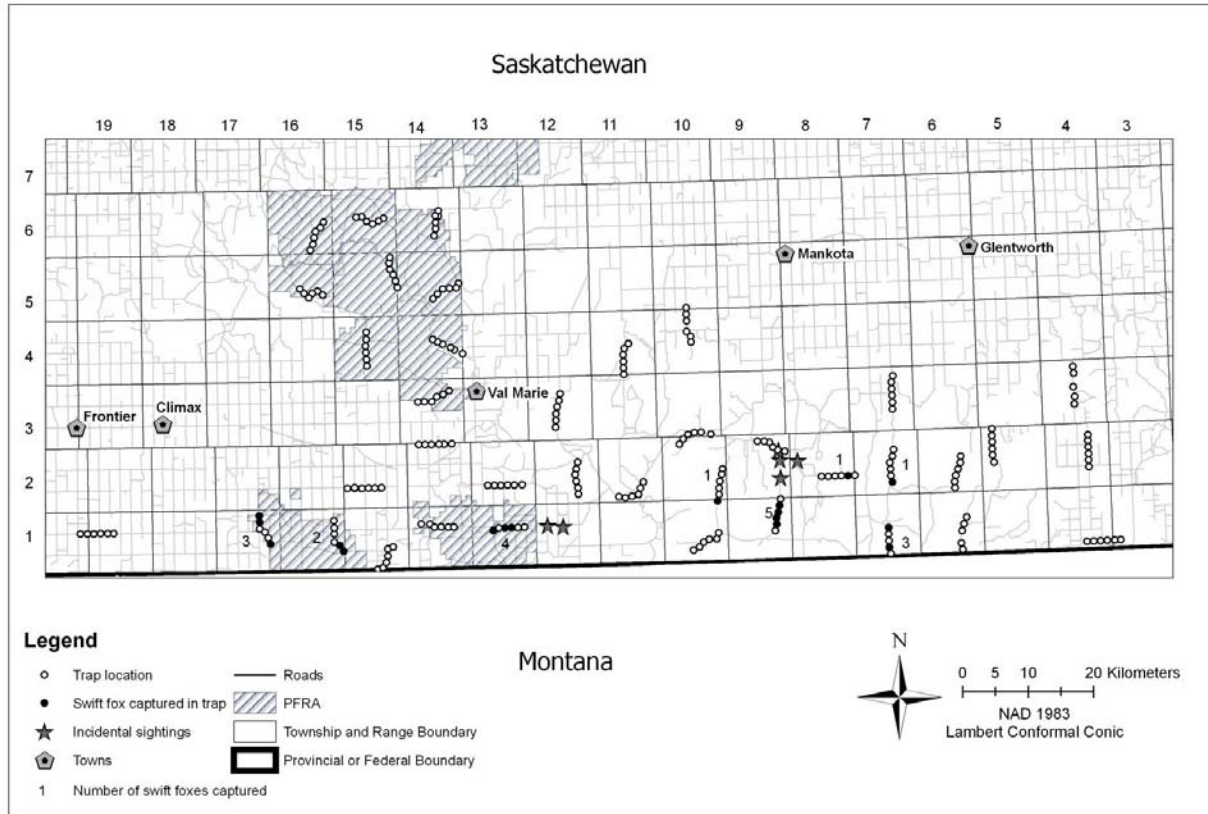 Saskatchewan
19 18 17 16 15 14 13 12 11 10 9 8 7 6 5 4 3
7
6
Mankota
Glentworth
5
4
Val Marie
Frontier
Climax
3
2
1
1
1
1
3
2
4
5
3
Legend
Trap location
Swift fox captured in trap
Incidental sightings
Towns
1 Number of swift foxes captured
Roads
PFRA
Township and Range Boundary
Provincial or Federal Boundary
Montana
N
0 5 10 20 Kilometers
NAD 1983
Lambert Conformal Conic